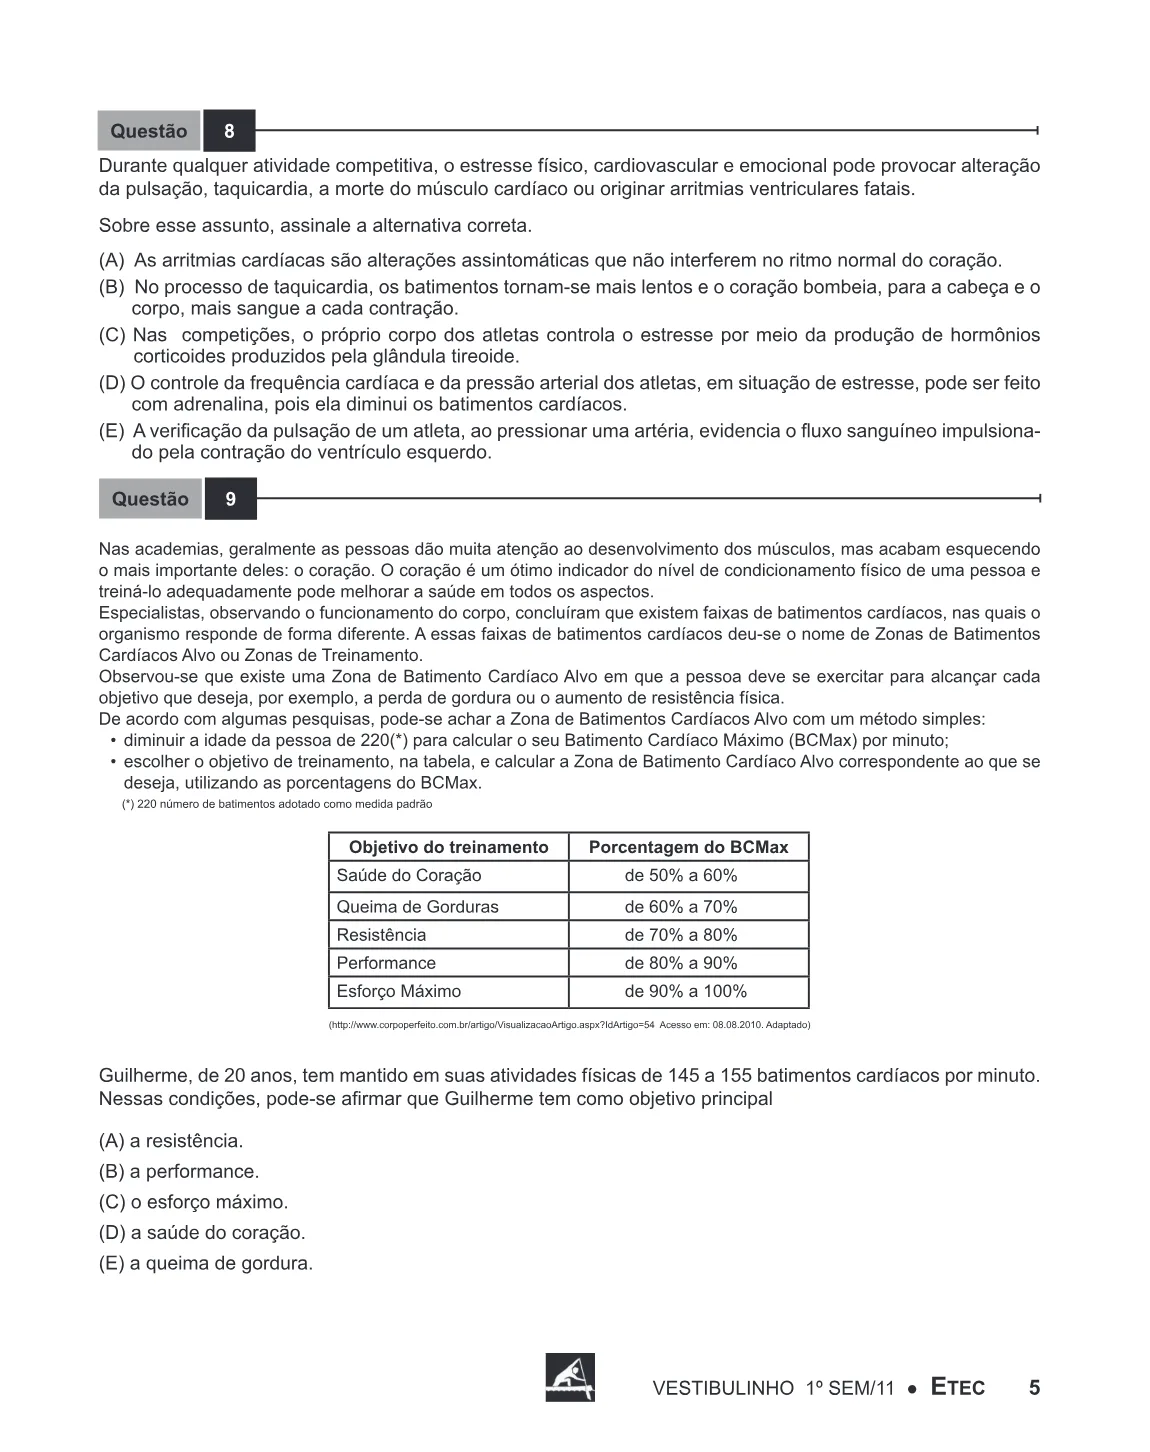 Questão 8
Durante qualquer atividade competitiva, o estresse físico, cardiovascular e emocional pode provocar alteração
da pulsação, taquicardia, a morte do músculo cardíaco ou originar arritmias ventriculares fatais.
Sobre esse assunto, assinale a alternativa correta.
(A) As arritmias cardíacas são alterações assintomáticas que não interferem no ritmo normal do coração.
(B) No processo de taquicardia, os batimentos tornam-se mais lentos e o coração bombeia, para a cabeça e o
corpo, mais sangue a cada contração.
(C) Nas competições, o próprio corpo dos atletas controla o estresse por meio da produção de hormônios
corticoides produzidos pela glândula tireoide.
(D) O controle da frequência cardíaca e da pressão arterial dos atletas, em situação de estresse, pode ser feito
com adrenalina, pois ela diminui os batimentos cardíacos.
(E) A verificação da pulsação de um atleta, ao pressionar uma artéria, evidencia o fluxo sanguíneo impulsiona-
do pela contração do ventrículo esquerdo.
Questão 9
Nas academias, geralmente as pessoas dão muita atenção ao desenvolvimento dos músculos, mas acabam esquecendo
o mais importante deles: o coração. O coração é um ótimo indicador do nível de condicionamento físico de uma pessoa e
treiná-lo adequadamente pode melhorar a saúde em todos os aspectos.
Especialistas, observando o funcionamento do corpo, concluíram que existem faixas de batimentos cardíacos, nas quais o
organismo responde de forma diferente. A essas faixas de batimentos cardíacos deu-se o nome de Zonas de Batimentos
Cardíacos Alvo ou Zonas de Treinamento.
Observou-se que existe uma Zona de Batimento Cardíaco Alvo em que a pessoa deve se exercitar para alcançar cada
objetivo que deseja, por exemplo, a perda de gordura ou o aumento de resistência física.
De acordo com algumas pesquisas, pode-se achar a Zona de Batimentos Cardíacos Alvo com um método simples:
• diminuir a idade da pessoa de 220(*) para calcular o seu Batimento Cardíaco Máximo (BCMax) por minuto;
• escolher o objetivo de treinamento, na tabela, e calcular a Zona de Batimento Cardíaco Alvo correspondente ao que se
deseja, utilizando as porcentagens do BCMax.
(*) 220 número de batimentos adotado como medida padrão
Objetivo do treinamento Porcentagem do BCMax
Saúde do Coração de 50% a 60%
Queima de Gorduras de 60% a 70%
Resistência de 70% a 80%
Performance de 80% a 90%
Esforço Máximo de 90% a 100%
(http://www.corpoperfeito.com.br/artigo/VisualizacaoArtigo.aspx?IdArtigo=54 Acesso em: 08.08.2010. Adaptado)
Guilherme, de 20 anos, tem mantido em suas atividades físicas de 145 a 155 batimentos cardíacos por minuto.
Nessas condições, pode-se afirmar que Guilherme tem como objetivo principal
(A) a resistência.
(B) a performance.
(C) o esforço máximo.
(D) a saúde do coração.
(E) a queima de gordura.
VESTIBULINHO 1º SEM/11 • ETEC 5